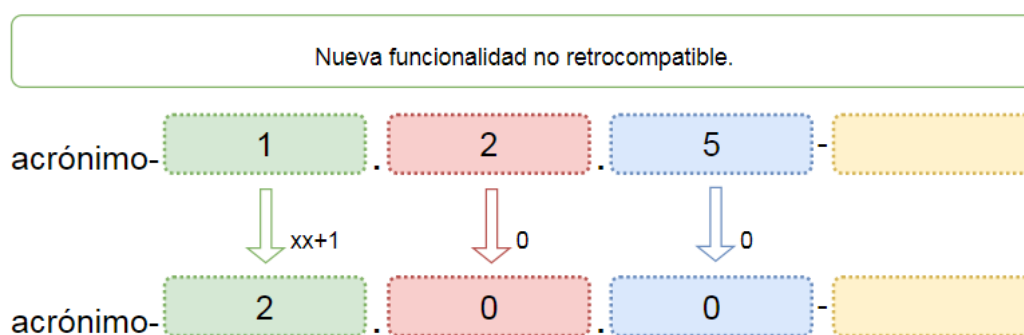 Nueva funcionalidad no retrocompatible.
acrónimo- 1 . 2 . 5 -
xx+1 0 0
acrónimo- 2 . 0 . 0 -